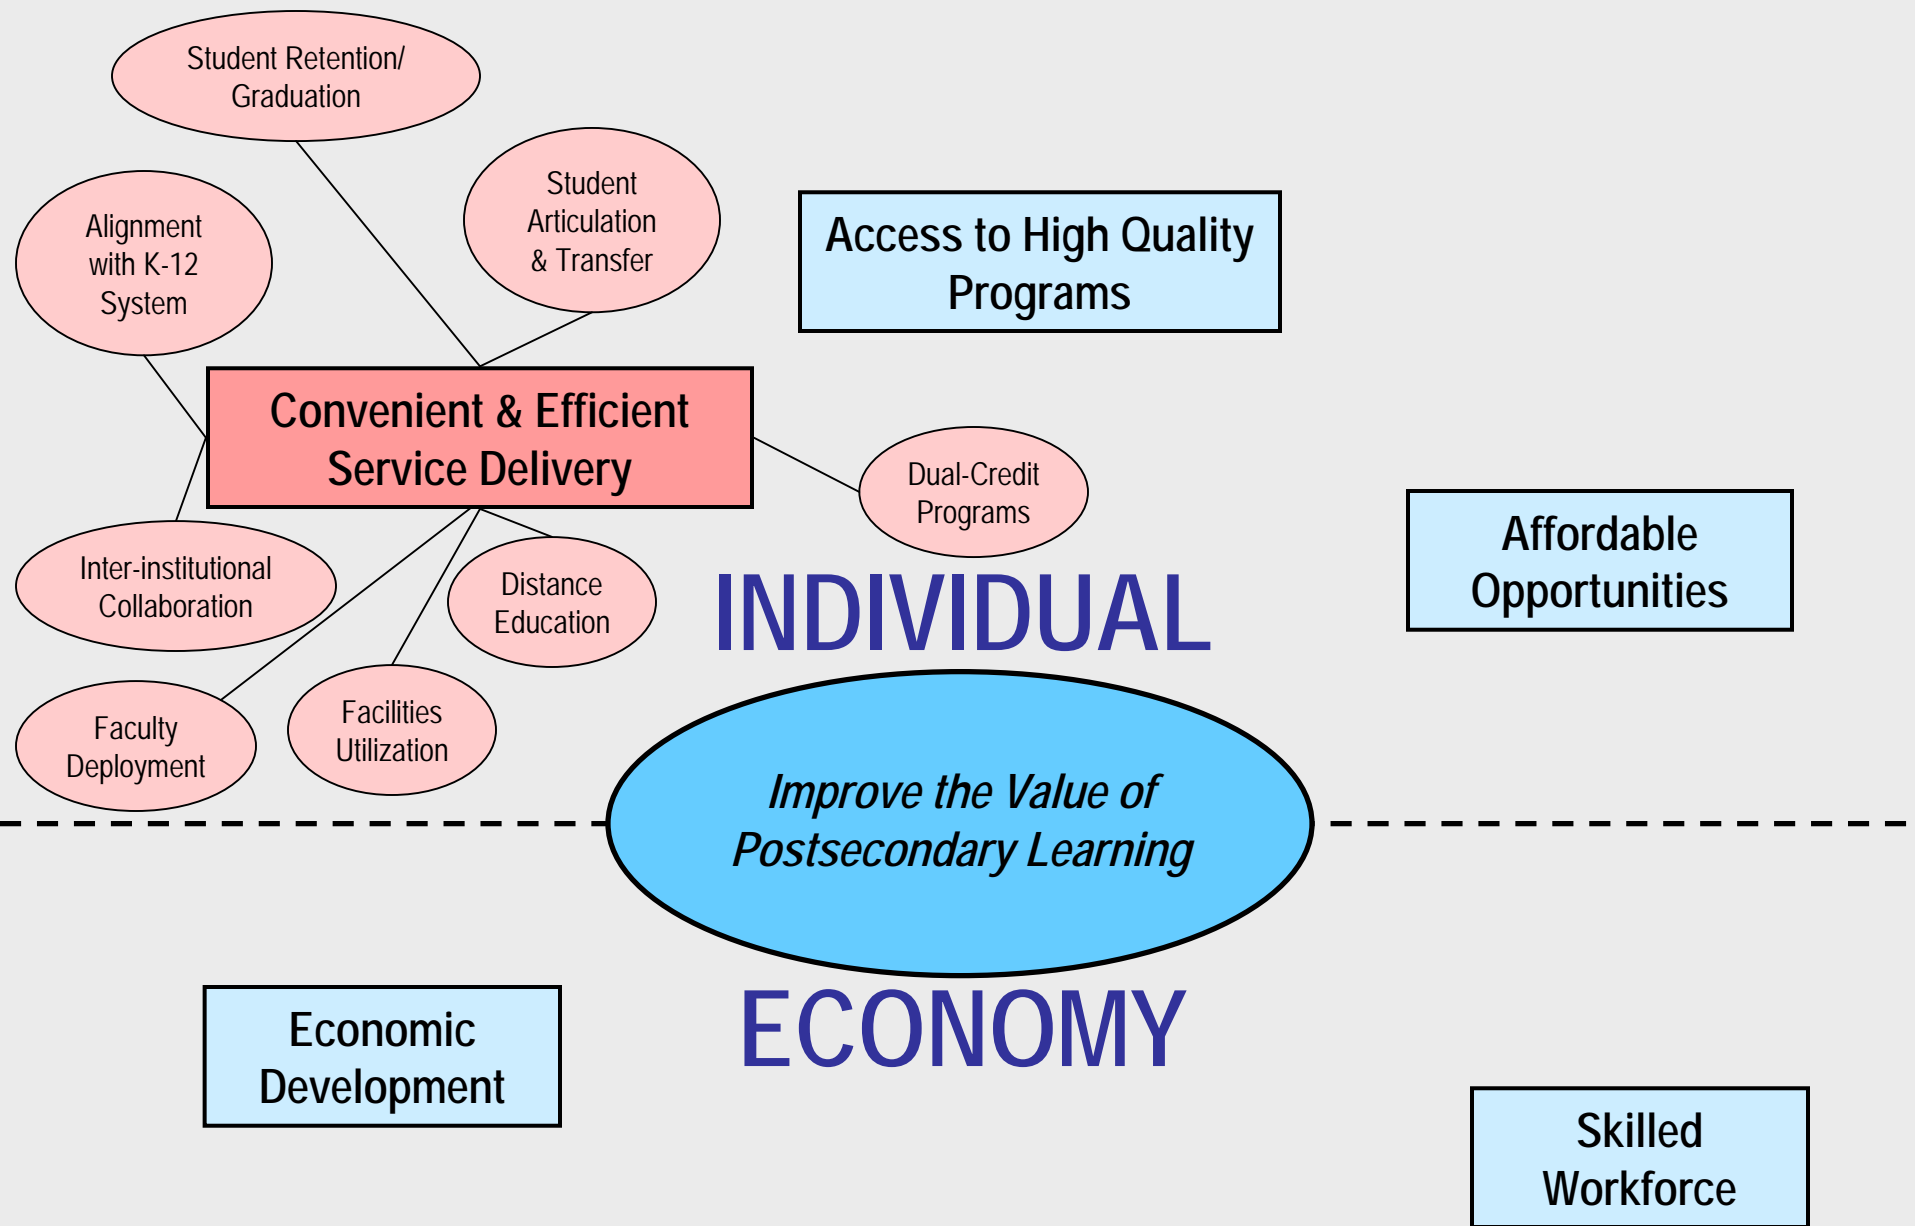 Student Retention/
Graduation
Student
Articulation
& Transfer
Alignment
with K-12
System
Access to High Quality
Programs
Convenient & Efficient
Service Delivery
Dual-Credit
Programs
Affordable
Opportunities
Inter-institutional
Collaboration
Distance
Education
INDIVIDUAL
Faculty
Deployment
Facilities
Utilization
Improve the Value of
Postsecondary Learning
ECONOMY
Economic
Development
Skilled
Workforce